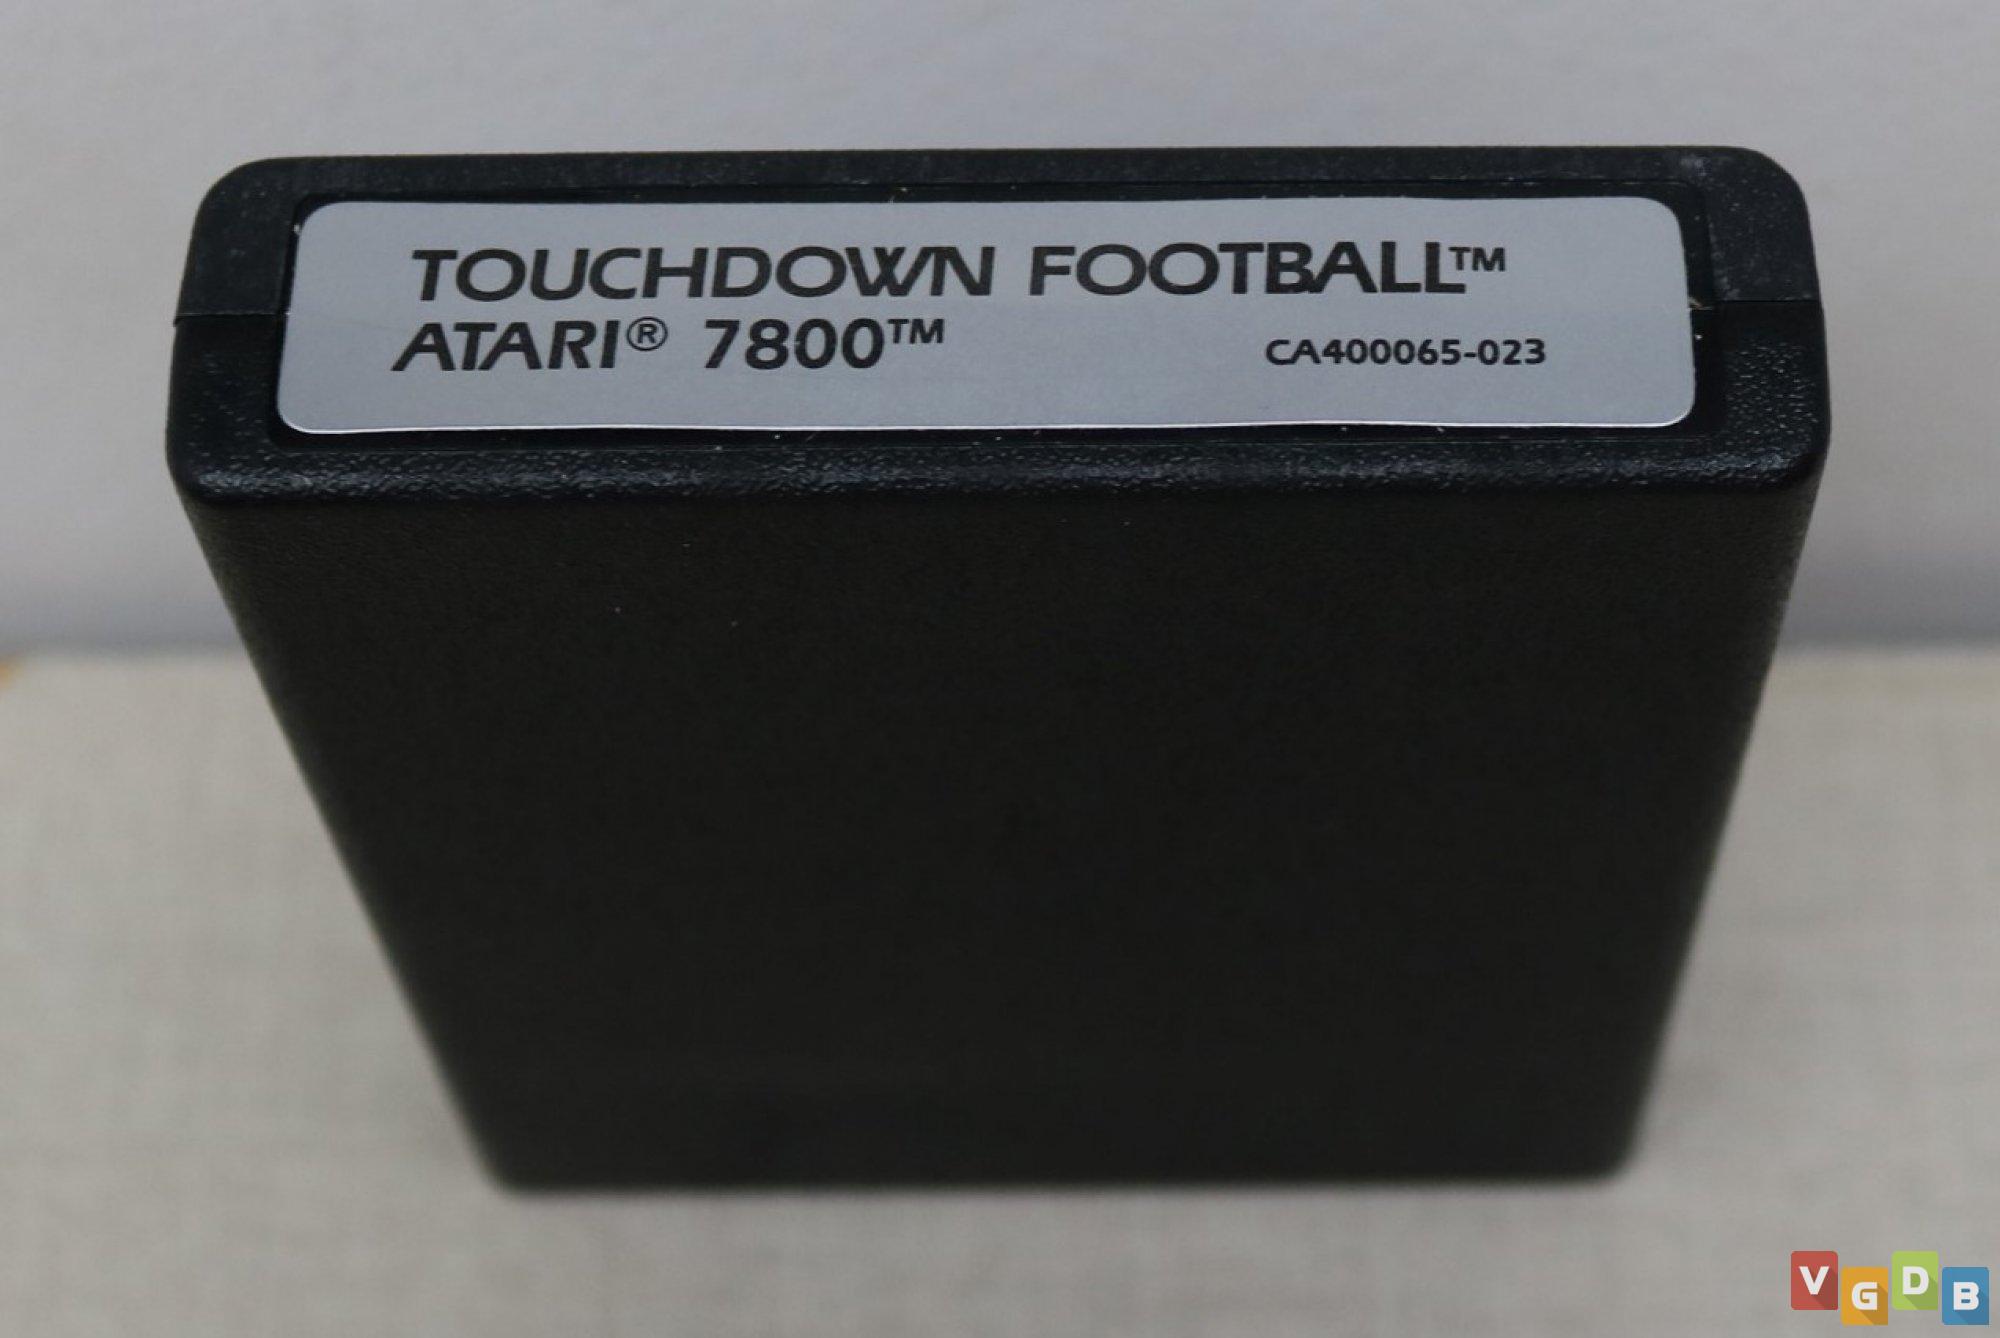 TOUCHDOWN FOOTBALL™
ATARI® 7800™
CA400065-023
VGDB